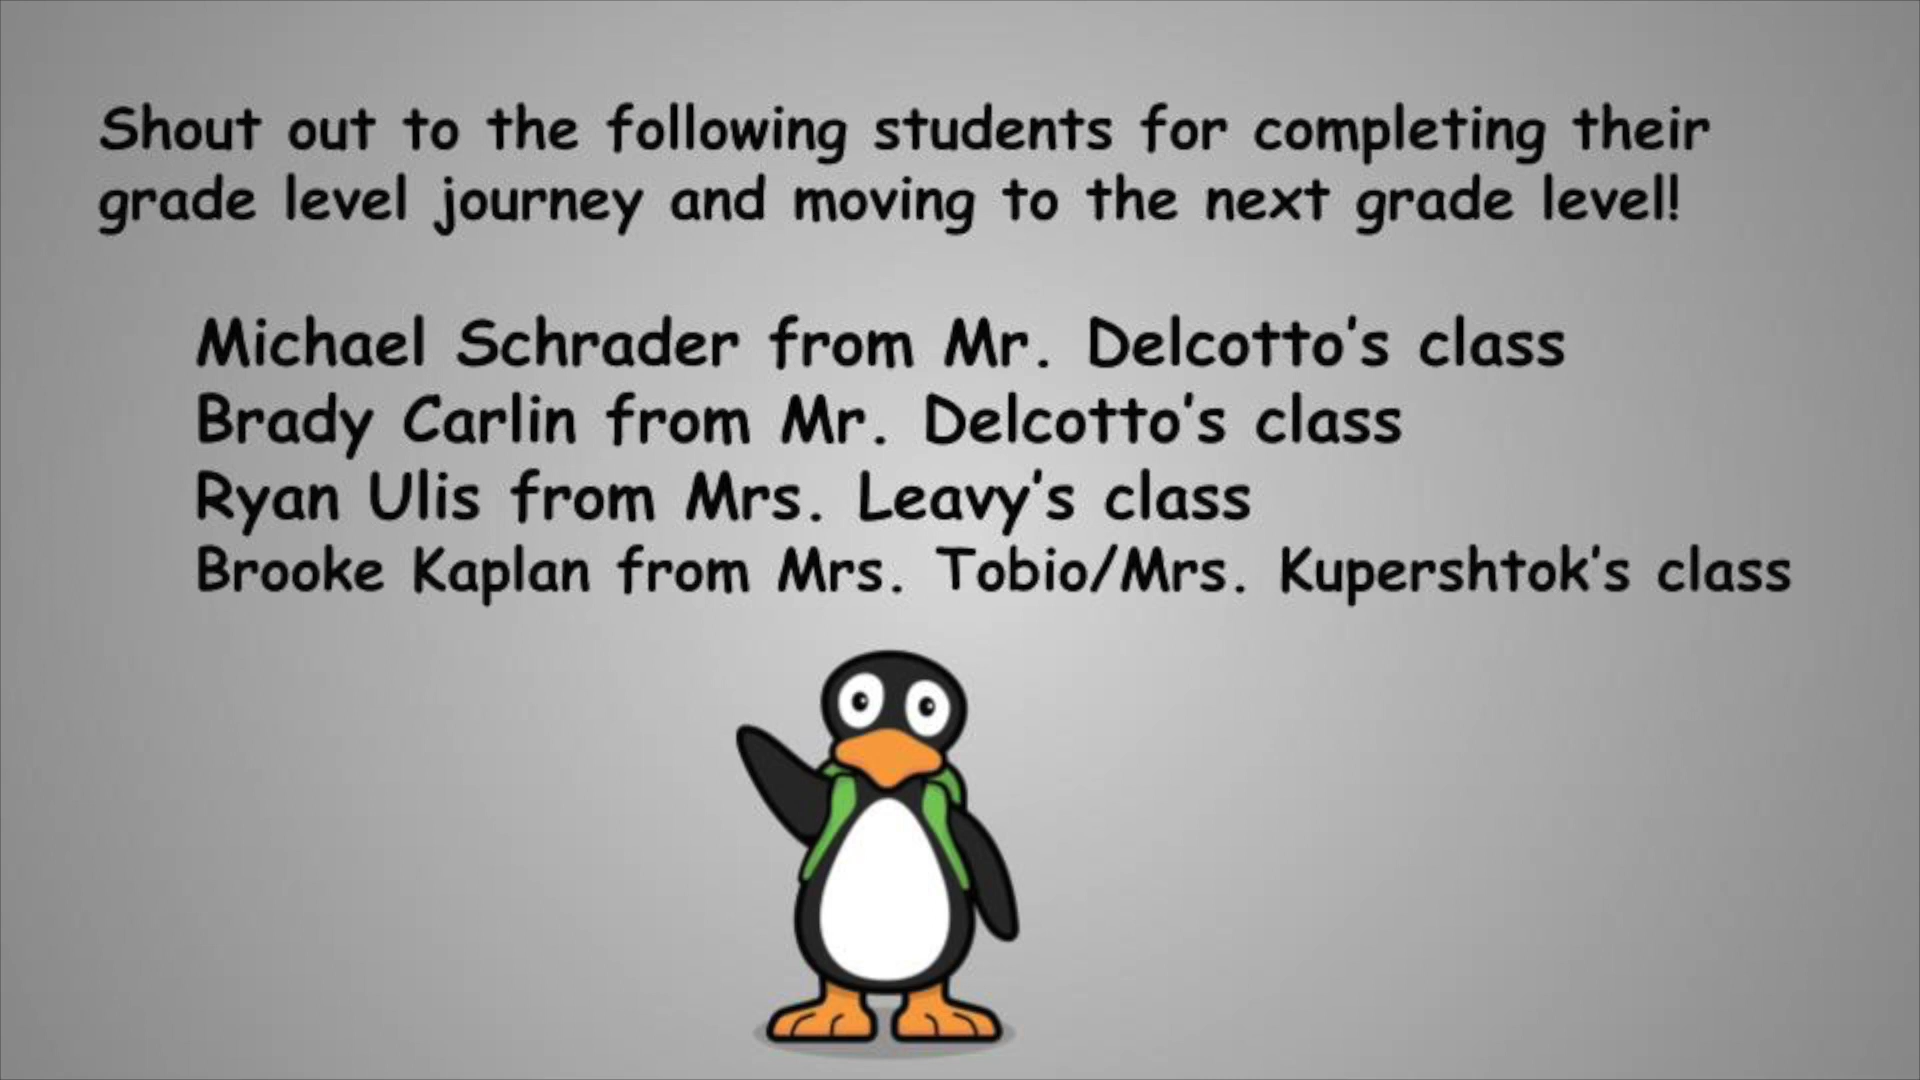 Shout out to the following students for completing their
grade level journey and moving to the next grade level!
Michael Schrader from Mr. Delcotto's class
Brady Carlin from Mr. Delcotto's class
Ryan Ulis from Mrs. Leavy's class
Brooke Kaplan from Mrs. Tobio/Mrs. Kupershtok's class